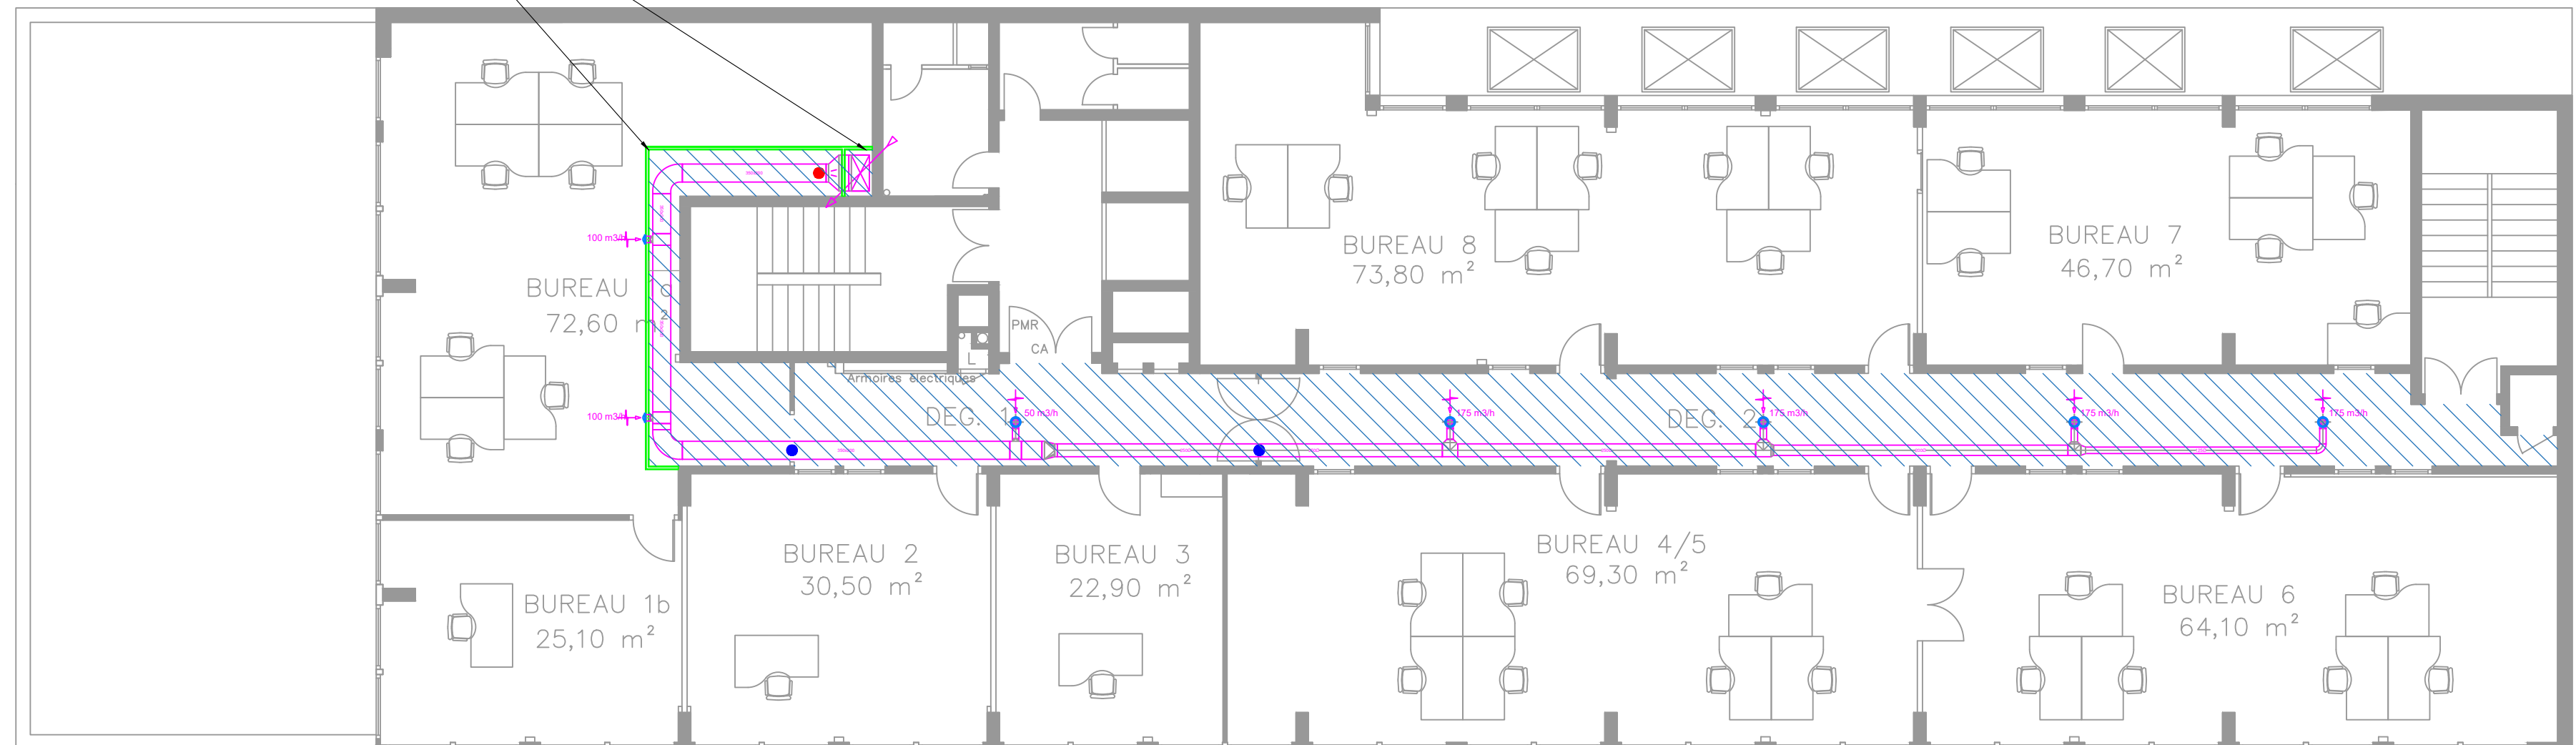 100 m3/h
BUREAU
72,60 m²
100 m3/h
PMR
CA
L
Armoires électriques
DEG. 1
50 m3/h
BUREAU 8
73,80 m²
BUREAU 7
46,70 m²
175 m3/h
DEG. 2
175 m3/h
175 m3/h
175 m3/h
BUREAU 1b
25,10 m²
BUREAU 2
30,50 m²
BUREAU 3
22,90 m²
BUREAU 4/5
69,30 m²
BUREAU 6
64,10 m²